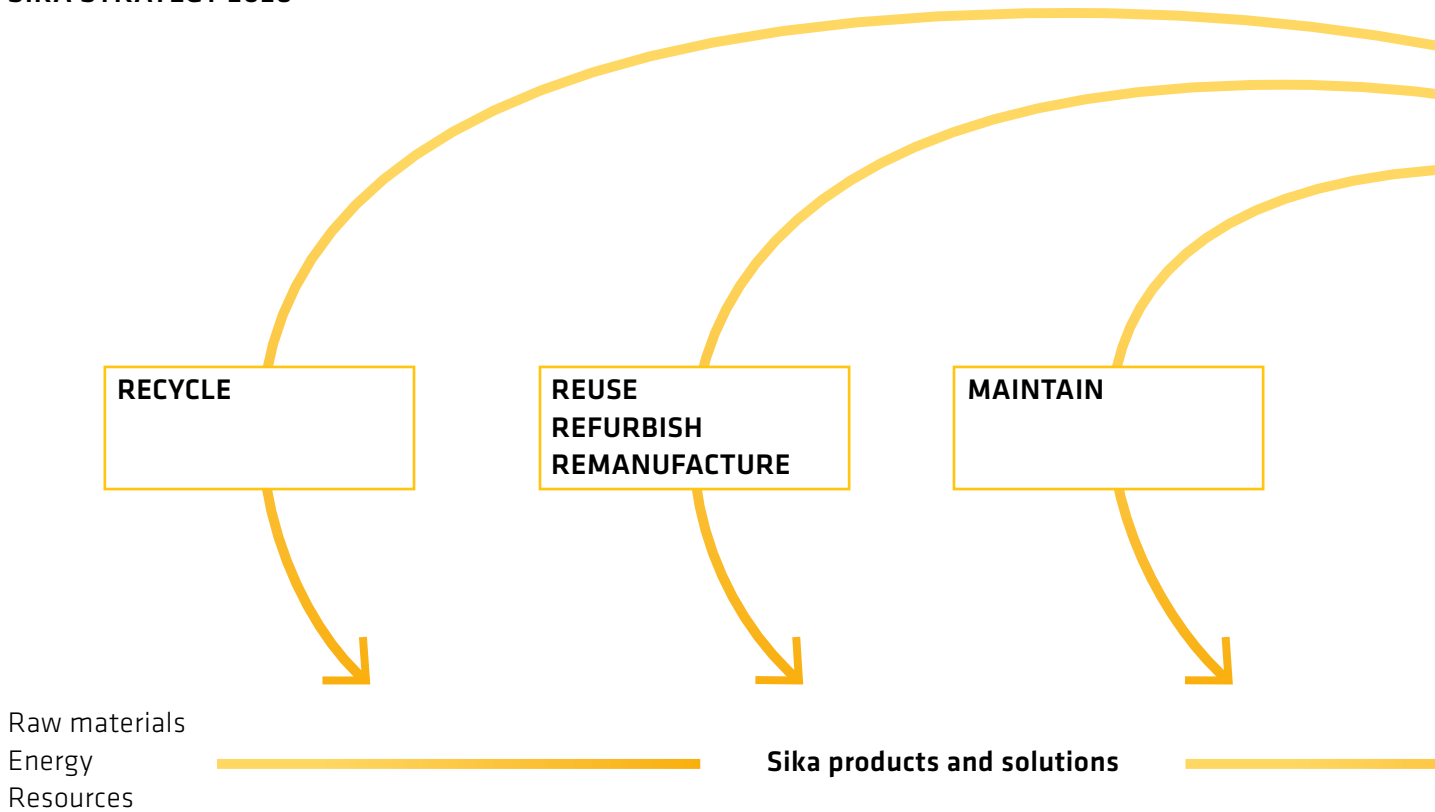 RECYCLE
REUSE
REFURBISH
REMANUFACTURE
MAINTAIN
Raw materials
Energy
Resources
Sika products and solutions